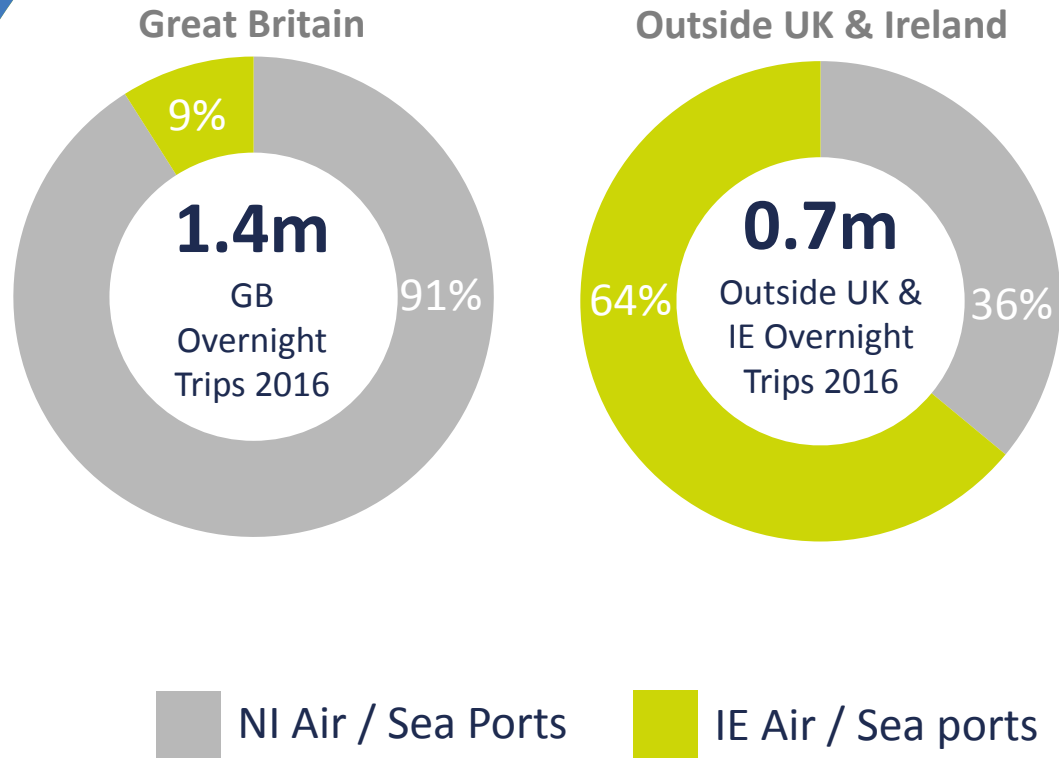 Great Britain
9%
91%
1.4m
GB
Overnight
Trips 2016
Outside UK & Ireland
64%
36%
0.7m
Outside UK &
IE Overnight
Trips 2016
NI Air / Sea Ports
IE Air / Sea ports